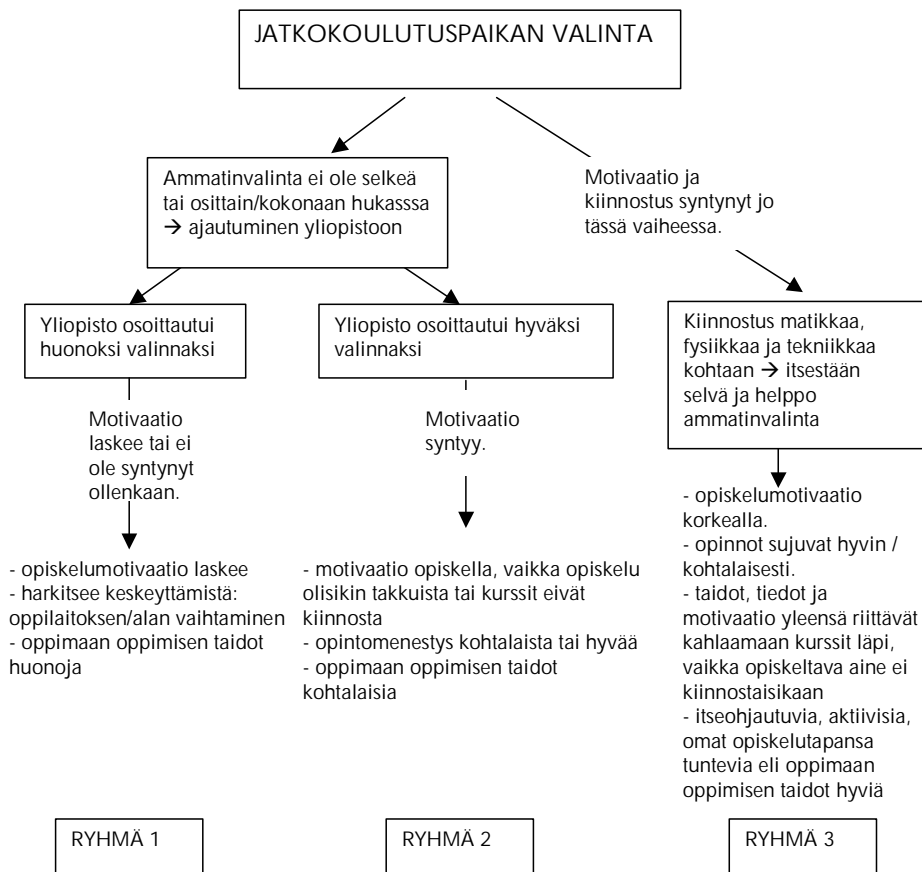 JATKOKOULUTUSPAIKAN VALINTA
Ammatinvalinta ei ole selkeä
tai osittain/kokonaan hukasssa
→ ajautuminen yliopistoon
Motivaatio ja
kiinnostus syntynyt jo
tässä vaiheessa.
Yliopisto osoittautui
huonoksi valinnaksi
Yliopisto osoittautui hyväksi
valinnaksi
Kiinnostus matikkaa,
fysiikkaa ja tekniikkaa
kohtaan → itsestään
selvä ja helppo
ammatinvalinta
Motivaatio
laskee tai ei
ole syntynyt
ollenkaan.
Motivaatio
syntyy.
- opiskelumotivaatio laskee
- harkitsee keskeyttämistä:
oppilaitoksen/alan vaihtaminen
- oppimaan oppimisen taidot
huonoja
- motivaatio opiskella, vaikka opiskelu
olisikin takkuista tai kurssit eivät
kiinnosta
- opintomenestys kohtalaista tai hyvää
- oppimaan oppimisen taidot
kohtalaisia
- opiskelumotivaatio
korkealla.
- opinnot sujuvat hyvin /
kohtalaisesti.
- taidot, tiedot ja
motivaatio yleensä riittävät
kahlaamaan kurssit läpi,
vaikka opiskeltava aine ei
kiinnostaisikaan
- itseohjautuvia, aktiivisia,
omat opiskelutapansa
tuntevia eli oppimaan
oppimisen taidot hyviä
RYHMÄ 1
RYHMÄ 2
RYHMÄ 3